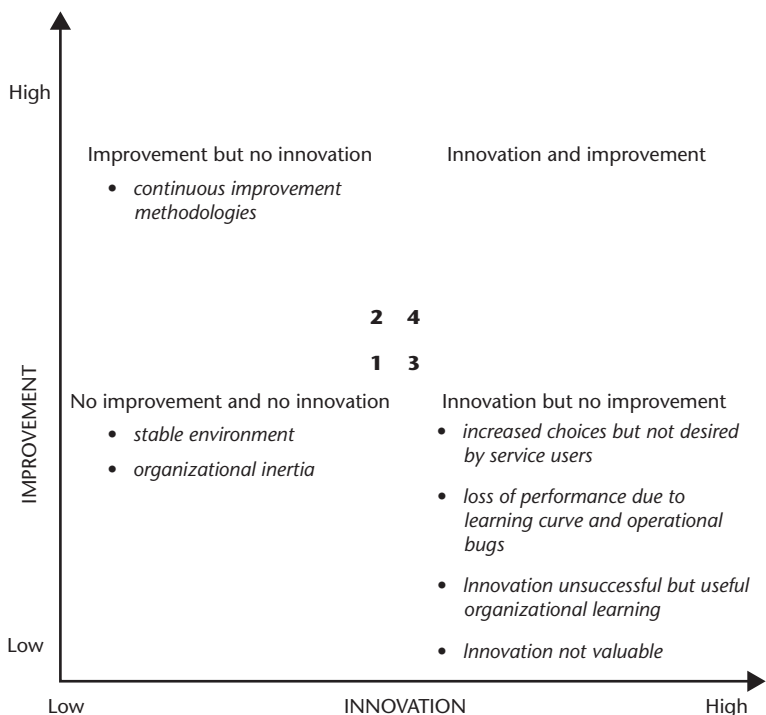 High
Improvement but no innovation
• continuous improvement
methodologies
Innovation and improvement
2 4
1 3
IMPROVEMENT
No improvement and no innovation
• stable environment
• organizational inertia
Innovation but no improvement
• increased choices but not desired
by service users
• loss of performance due to
learning curve and operational
bugs
• Innovation unsuccessful but useful
organizational learning
• Innovation not valuable
Low
Low
INNOVATION
High